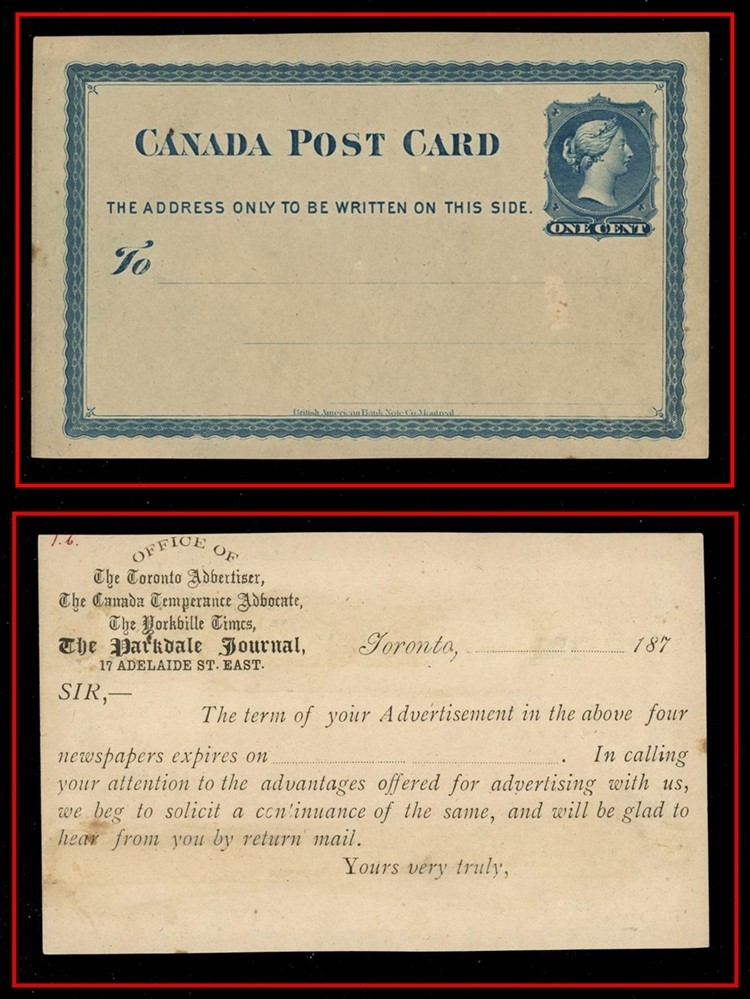 CANADA POST CARD
THE ADDRESS ONLY TO BE WRITTEN ON THIS SIDE.
ONE CENT
To
British American Bank Note Co. Montreal
1.6.
OFFICE OF
The Toronto Advertiser,
The Canada Temperance Advocate,
The Yorkville Times,
The Parkdale Journal,
17 ADELAIDE ST. EAST.
Toronto, 187
SIR,—
The term of your Advertisement in the above four
newspapers expires on . In calling
your attention to the advantages offered for advertising with us,
we beg to solicit a con'inuance of the same, and will be glad to
hear from you by return mail.
Yours very truly,